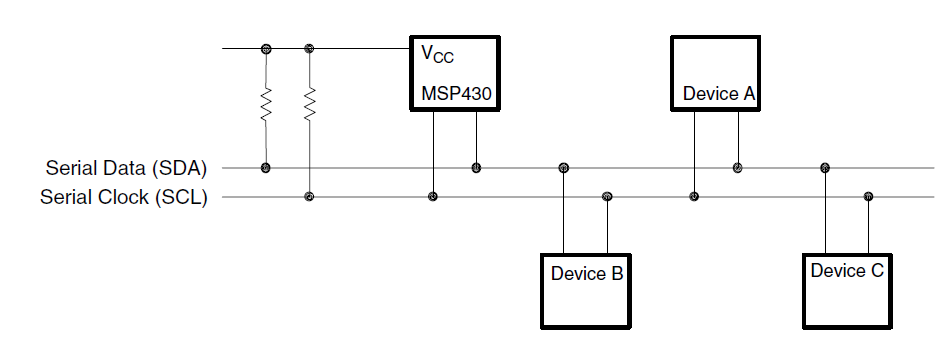 VCC
MSP430
Device A
Serial Data (SDA)
Serial Clock (SCL)
Device B
Device C